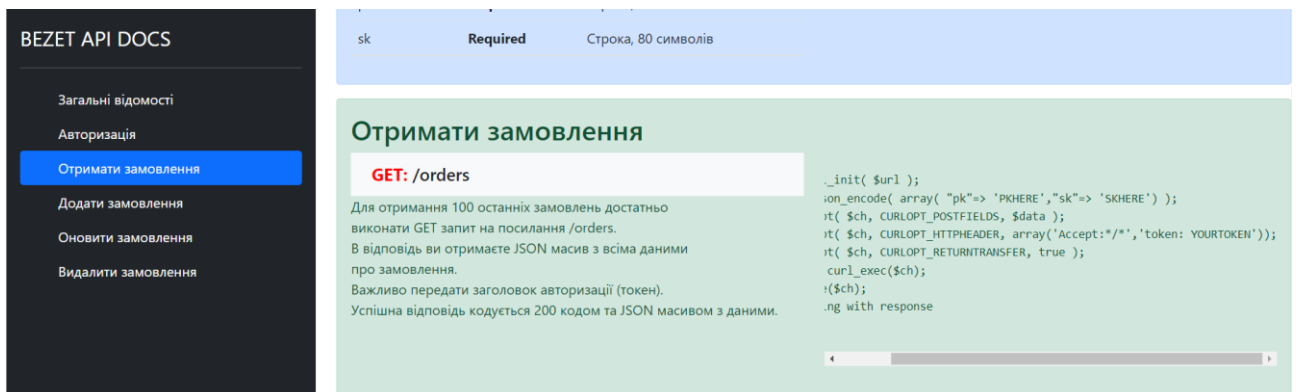 BEZET API DOCS
Загальні відомості
Авторизація
Отримати замовлення
Додати замовлення
Оновити замовлення
Видалити замовлення
sk Required Строка, 80 символів
Отримати замовлення
GET: /orders
Для отримання 100 останніх замовлень достатньо
виконати GET запит на посилання /orders.
В відповідь ви отримаєте JSON масив з всіма даними
про замовлення.
Важливо передати заголовок авторизації (токен).
Успішна відповідь кодується 200 кодом та JSON масивом з даними.
_init( $url );
on_encode( array( "pk"=> 'PKHERE',"sk"=> 'SKHERE') );
t( $ch, CURLOPT_POSTFIELDS, $data );
t( $ch, CURLOPT_HTTPHEADER, array('Accept:*/*','token: YOURTOKEN'));
t( $ch, CURLOPT_RETURNTRANSFER, true );
curl_exec($ch);
($ch);
ng with response